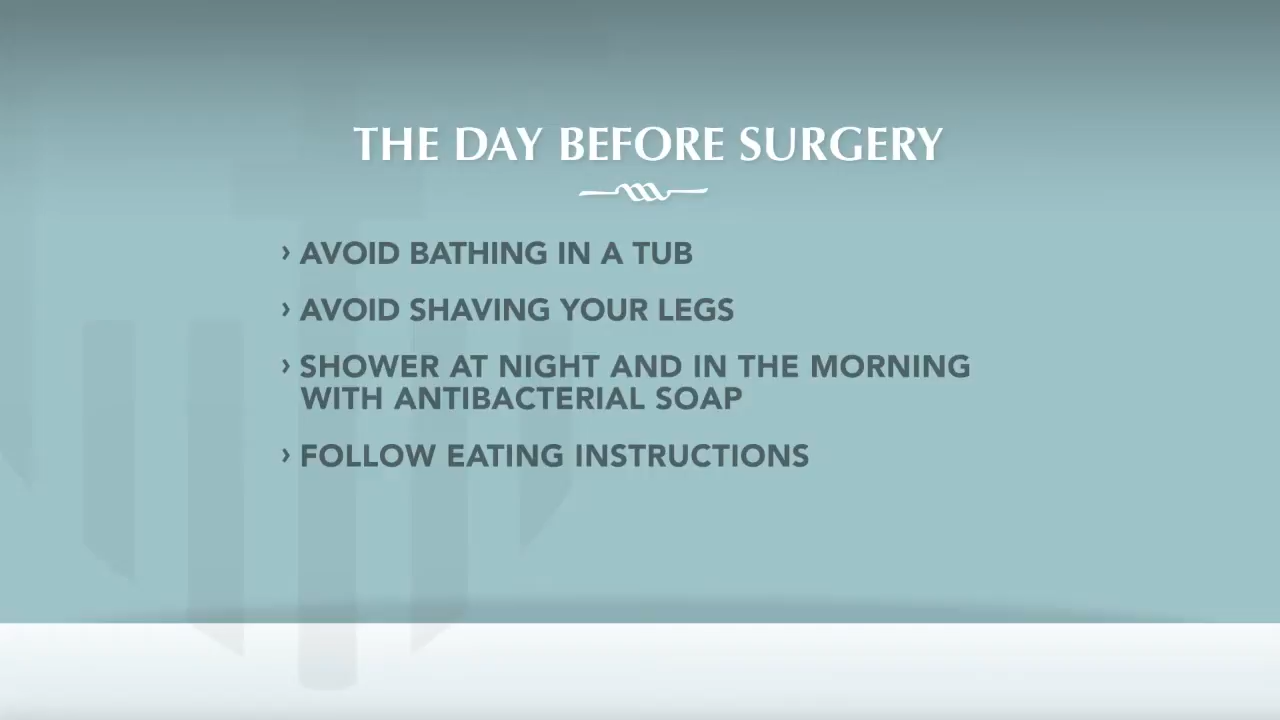 THE DAY BEFORE SURGERY
› AVOID BATHING IN A TUB
› AVOID SHAVING YOUR LEGS
› SHOWER AT NIGHT AND IN THE MORNING
WITH ANTIBACTERIAL SOAP
› FOLLOW EATING INSTRUCTIONS